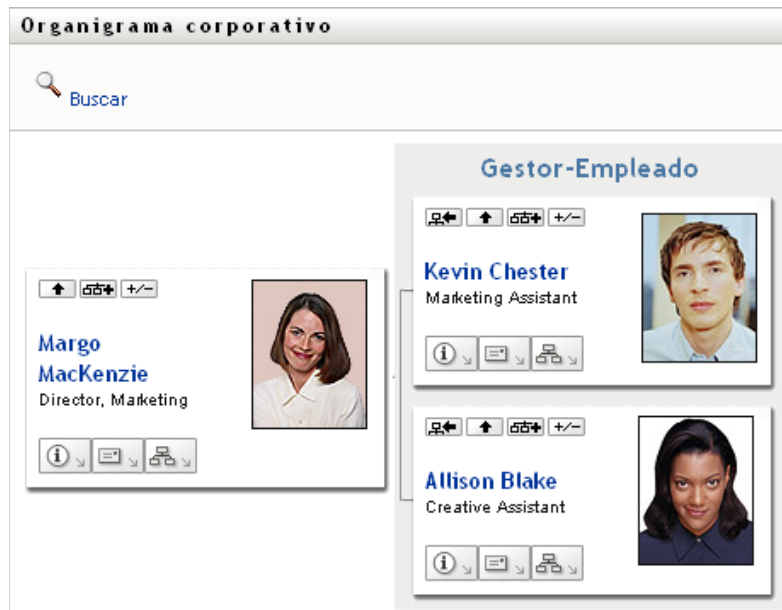 Organigrama corporativo
Buscar
Gestor-Empleado
Margo
MacKenzie
Director, Marketing
Kevin Chester
Marketing Assistant
Allison Blake
Creative Assistant